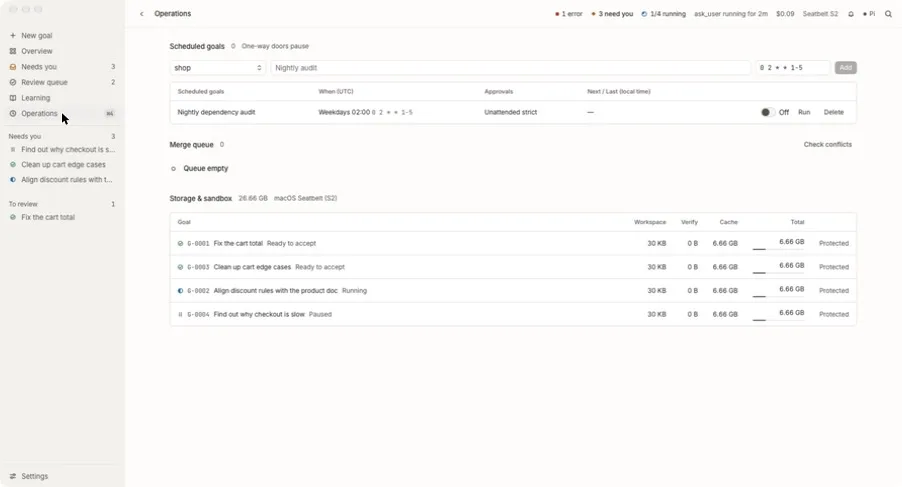 Operations
1 error
3 need you
1/4 running
ask_user running for 2m
$0.09
Seatbelt S2
Pi
New goal
Overview
Needs you 3
Review queue 2
Learning
Operations
Needs you 3
Find out why checkout is s...
Clean up cart edge cases
Align discount rules with t...
To review 1
Fix the cart total
Settings
Scheduled goals 0 One-way doors pause
shop
Nightly audit
0 2 * * 1-5
Add
Scheduled goals When (UTC) Approvals Next / Last (local time)
Nightly dependency audit Weekdays 02:00 0 2 * * 1-5 Unattended strict — Off Run Delete
Merge queue 0 Check conflicts
Queue empty
Storage & sandbox 26.66 GB macOS Seatbelt (S2)
Goal Workspace Verify Cache Total
G-0001 Fix the cart total Ready to accept 30 KB 0 B 6.66 GB 6.66 GB Protected
G-0003 Clean up cart edge cases Ready to accept 30 KB 0 B 6.66 GB 6.66 GB Protected
G-0002 Align discount rules with the product doc Running 30 KB 0 B 6.66 GB 6.66 GB Protected
G-0004 Find out why checkout is slow Paused 30 KB 0 B 6.66 GB 6.66 GB Protected